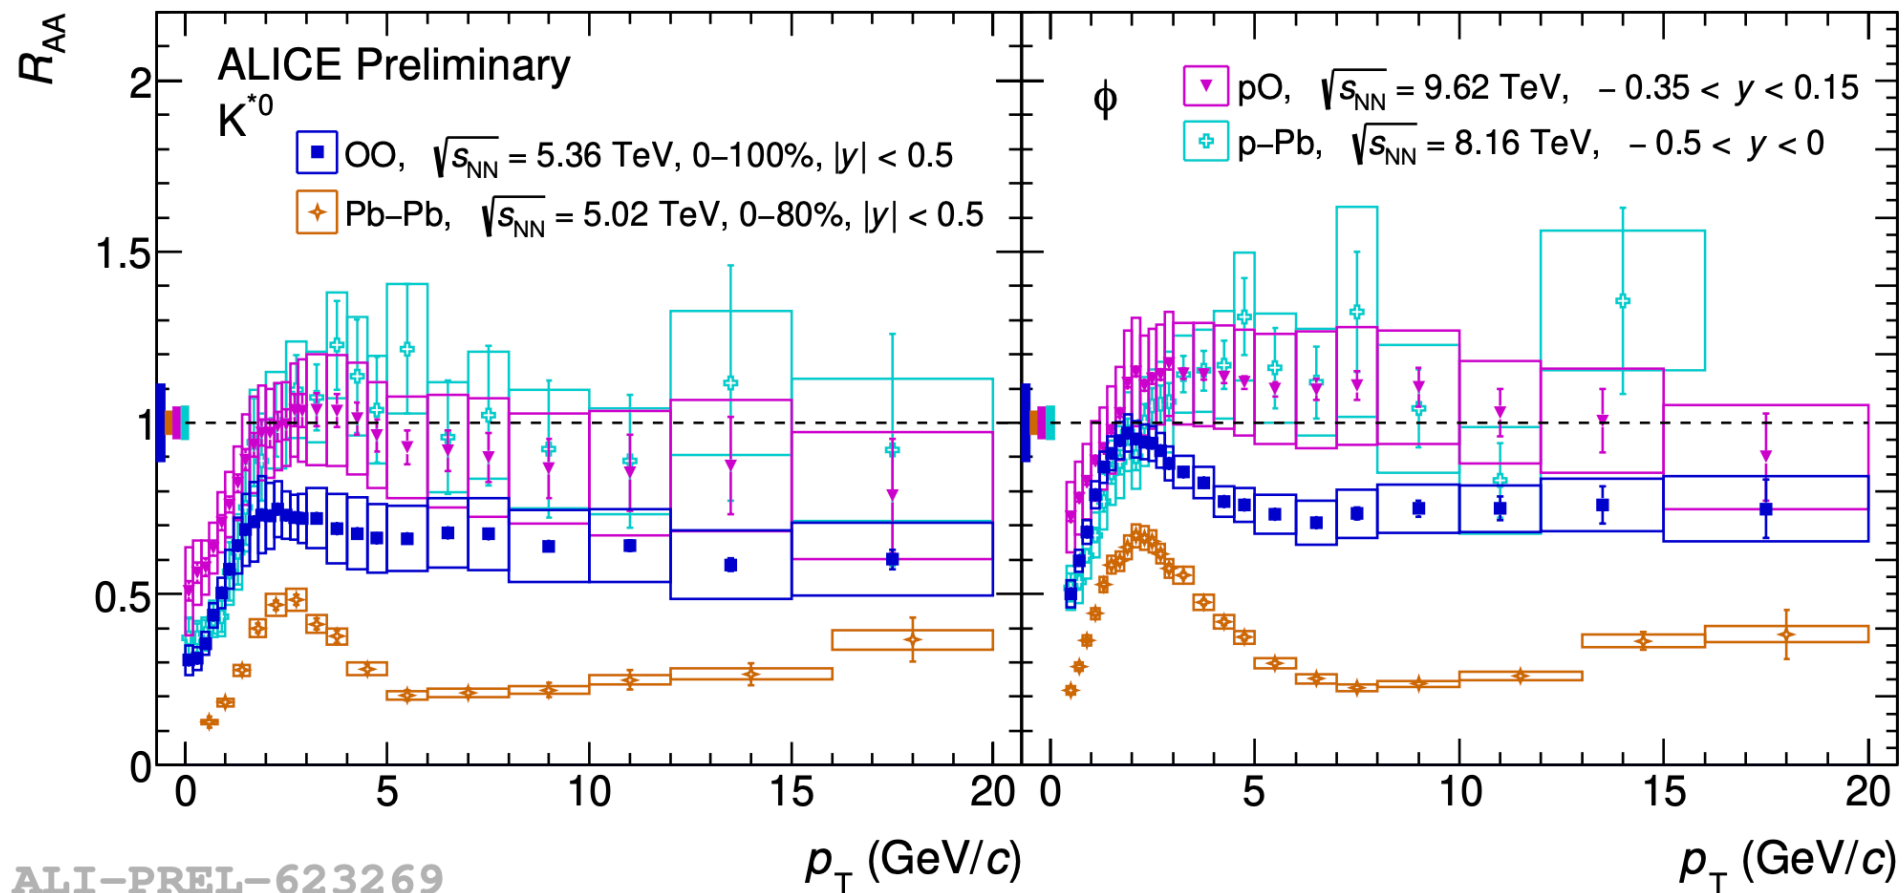 R_AA
ALICE Preliminary
K*0
OO, √s_NN = 5.36 TeV, 0–100%, |y| < 0.5
Pb–Pb, √s_NN = 5.02 TeV, 0–80%, |y| < 0.5
ϕ
pO, √s_NN = 9.62 TeV, – 0.35 < y < 0.15
p–Pb, √s_NN = 8.16 TeV, – 0.5 < y < 0
2
1.5
1
0.5
0
0 5 10 15 20
0 5 10 15 20
p_T (GeV/c)
p_T (GeV/c)
ALI-PREL-623269